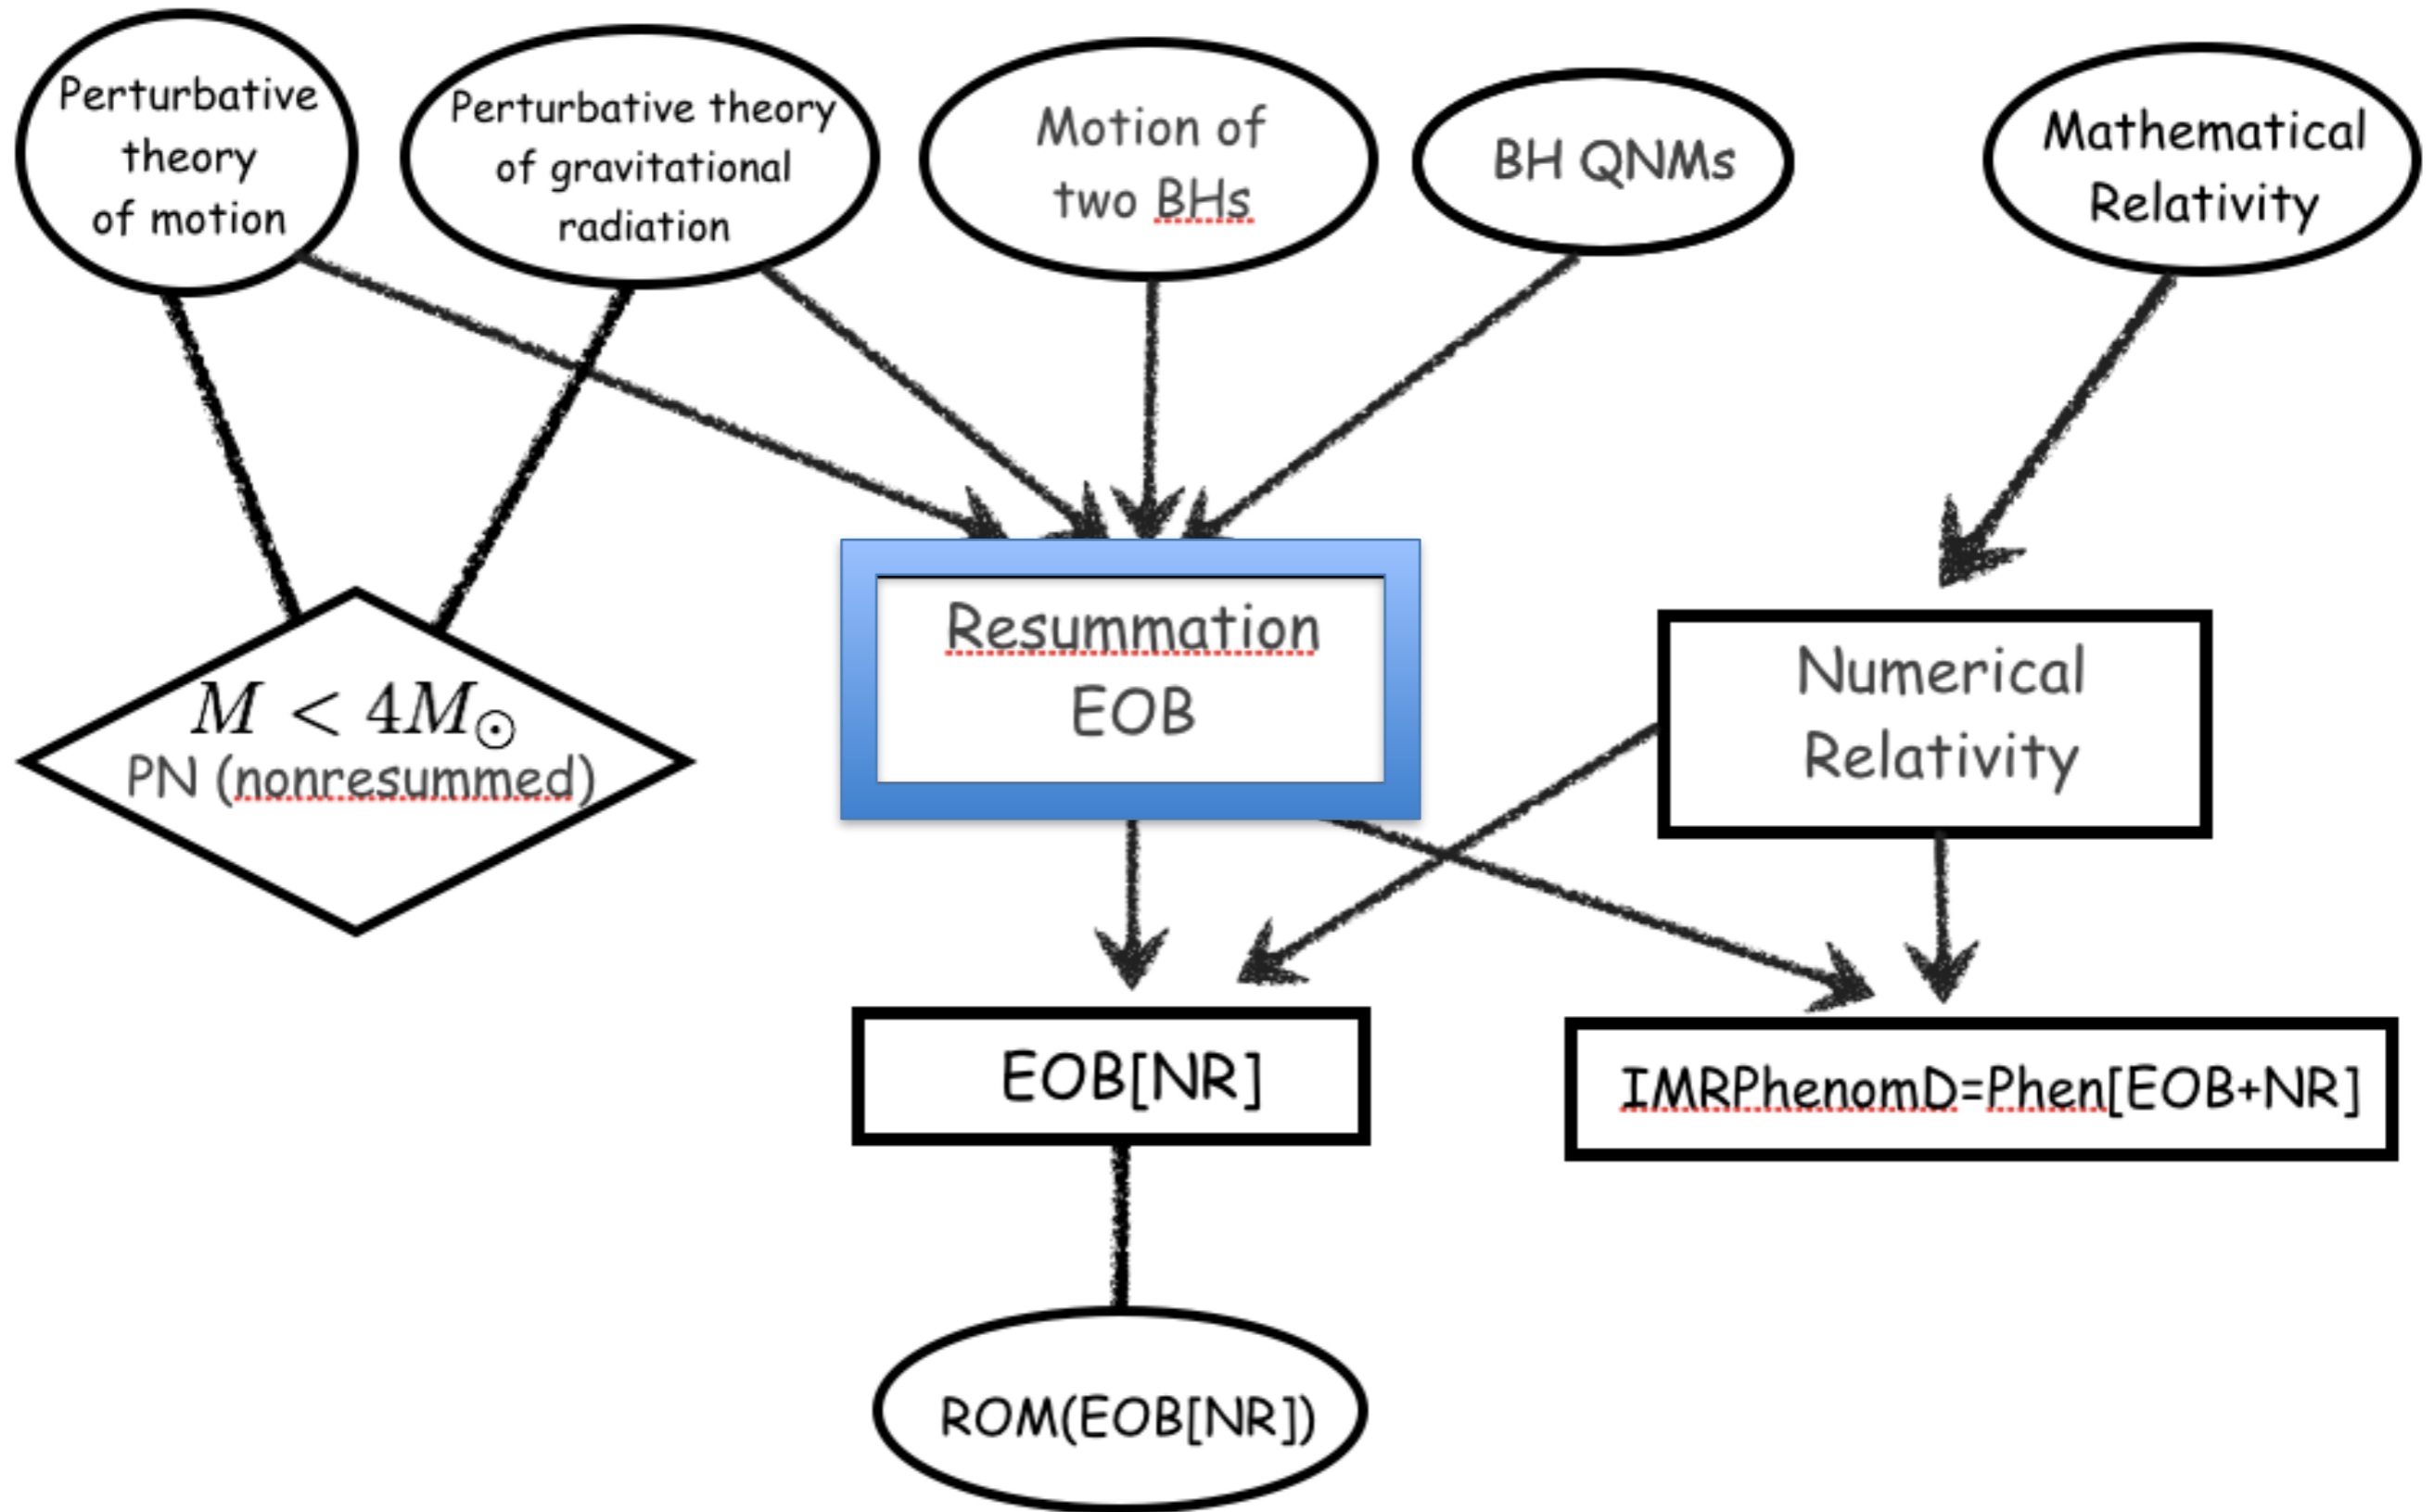 Perturbative
theory
of motion
Perturbative theory
of gravitational
radiation
Motion of
two BHs
BH QNMs
Mathematical
Relativity
M < 4M⊙
PN (nonresummed)
Resummation
EOB
Numerical
Relativity
EOB[NR]
IMRPhenomD=Phen[EOB+NR]
ROM(EOB[NR])